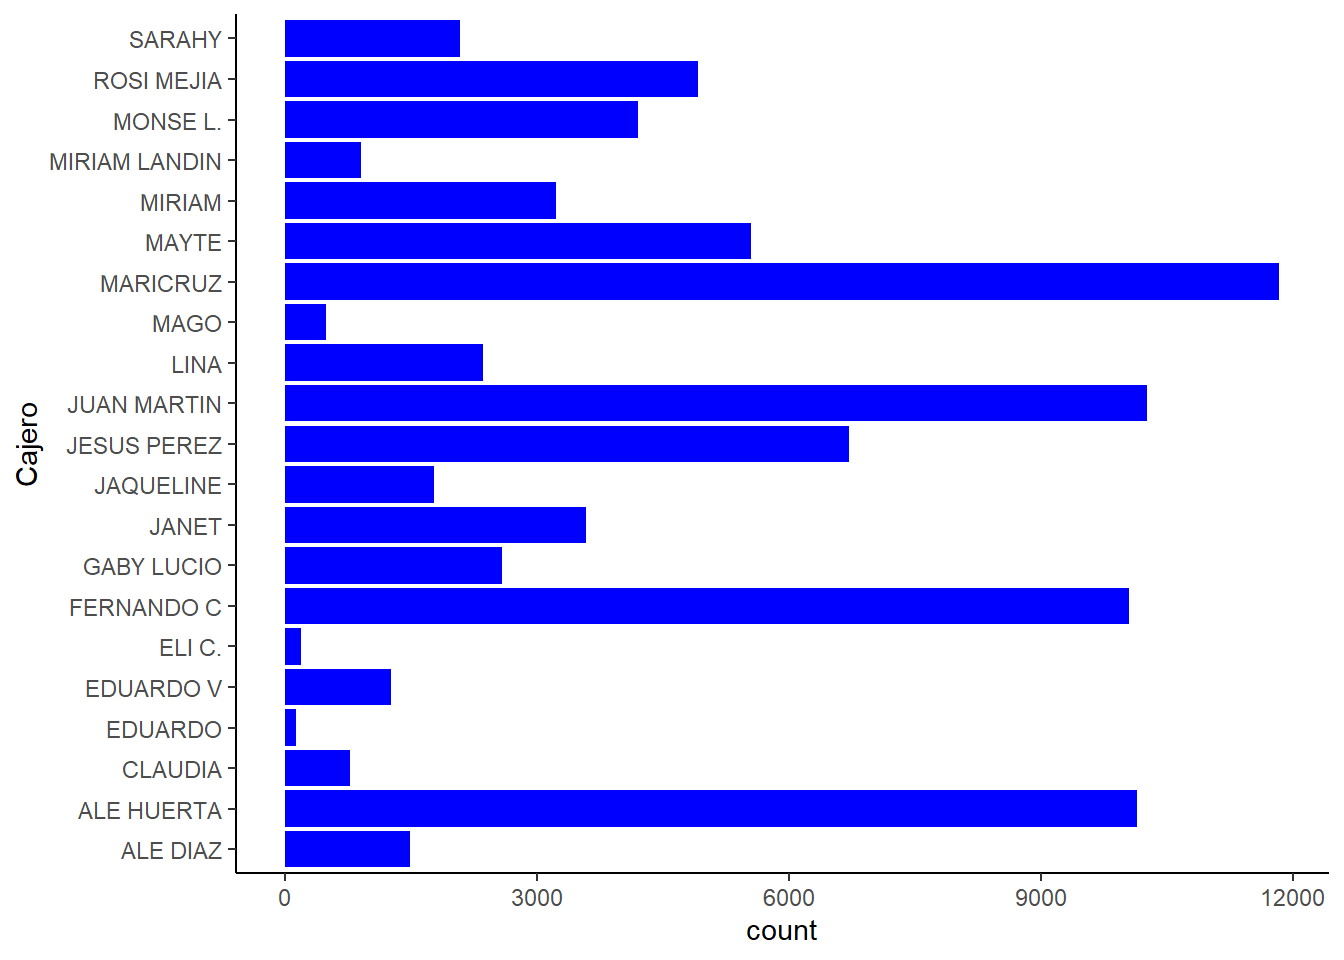 SARAHY
ROSI MEJIA
MONSE L.
MIRIAM LANDIN
MIRIAM
MAYTE
MARICRUZ
MAGO
LINA
JUAN MARTIN
JESUS PEREZ
JAQUELINE
JANET
GABY LUCIO
FERNANDO C
ELI C.
EDUARDO V
EDUARDO
CLAUDIA
ALE HUERTA
ALE DIAZ
Cajero
0 3000 6000 9000 12000
count